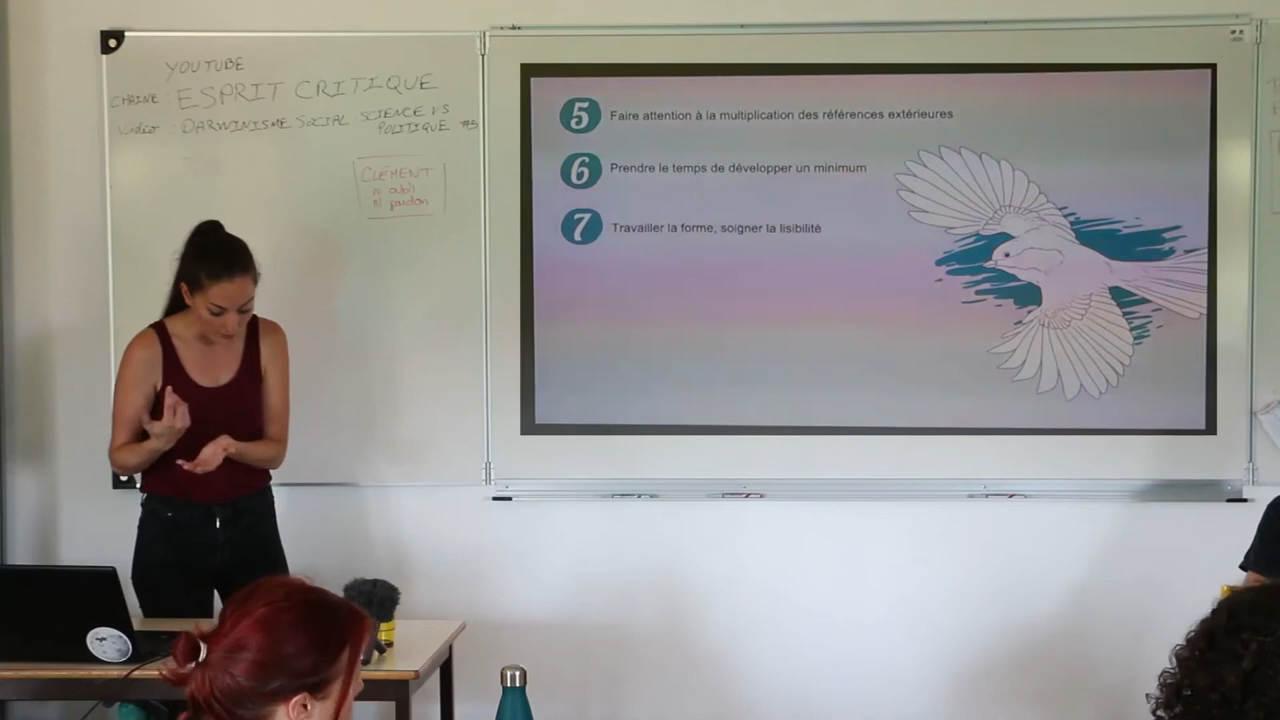 YOUTUBE
CHAINE : ESPRIT CRITIQUE
Vidéo : DARWINISME SOCIAL SCIENCE VS
POLITIQUE #5
CLÉMENT
Ni oubli
Ni pardon
5 Faire attention à la multiplication des références extérieures
6 Prendre le temps de développer un minimum
7 Travailler la forme, soigner la lisibilité